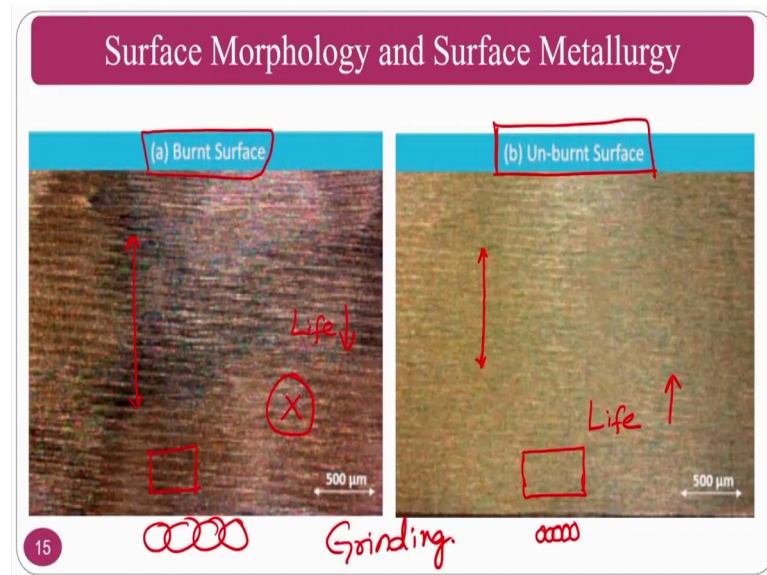 Surface Morphology and Surface Metallurgy
(a) Burnt Surface
(b) Un-burnt Surface
Life
X
Life
500 µm
500 µm
15
Grinding.